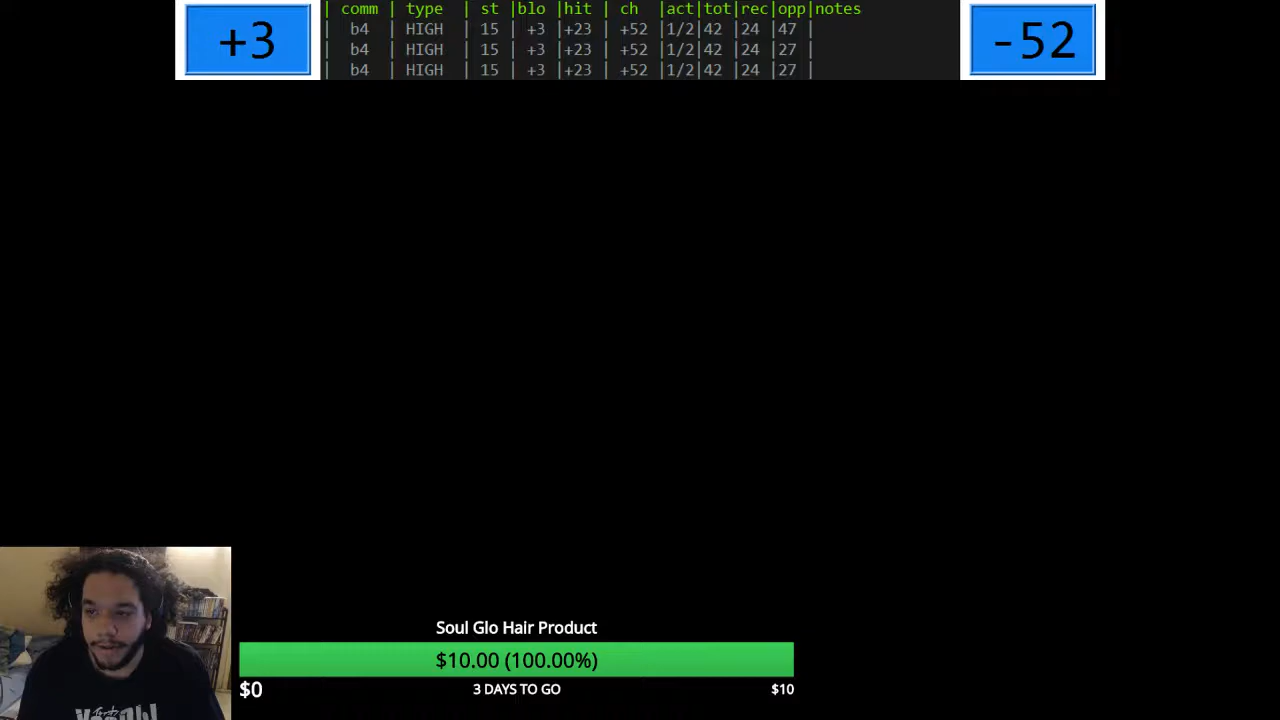 +3
| comm | type | st |blo |hit | ch |act|tot|rec|opp|notes
| b4 | HIGH | 15 | +3 |+23 | +52 |1/2|42 |24 |47 |
| b4 | HIGH | 15 | +3 |+23 | +52 |1/2|42 |24 |27 |
| b4 | HIGH | 15 | +3 |+23 | +52 |1/2|42 |24 |27 |
-52
Soul Glo Hair Product
$10.00 (100.00%)
$0 3 DAYS TO GO $10